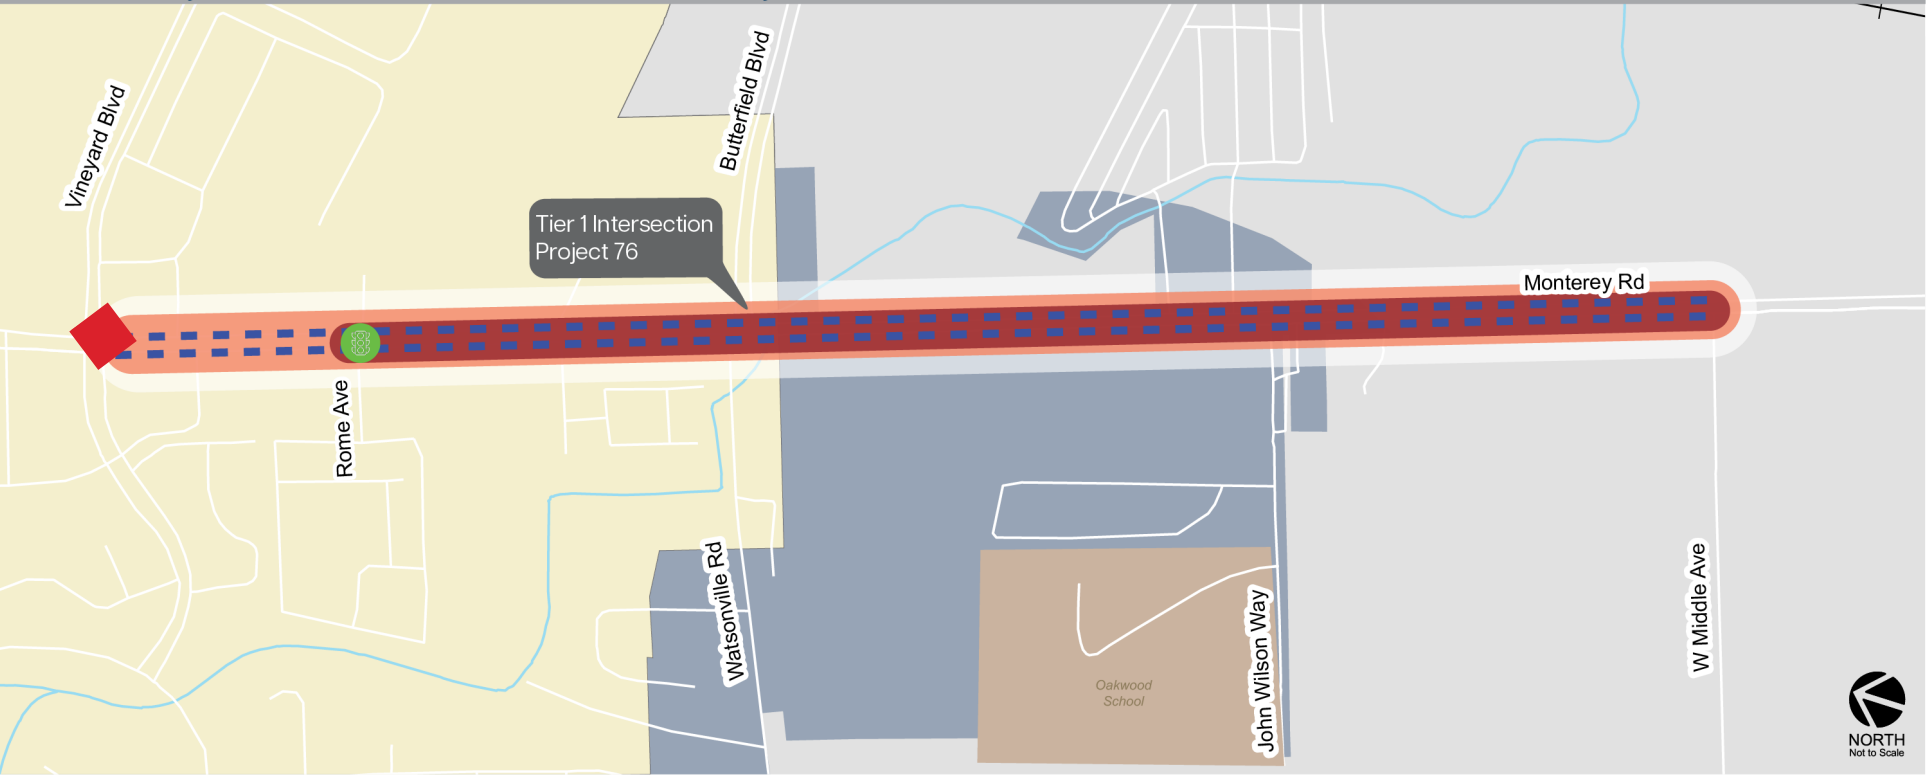 Vineyard Blvd
Butterfield Blvd
Tier 1 Intersection
Project 76
Monterey Rd
Rome Ave
Watsonville Rd
Oakwood
School
John Wilson Way
W Middle Ave
NORTH
Not to Scale